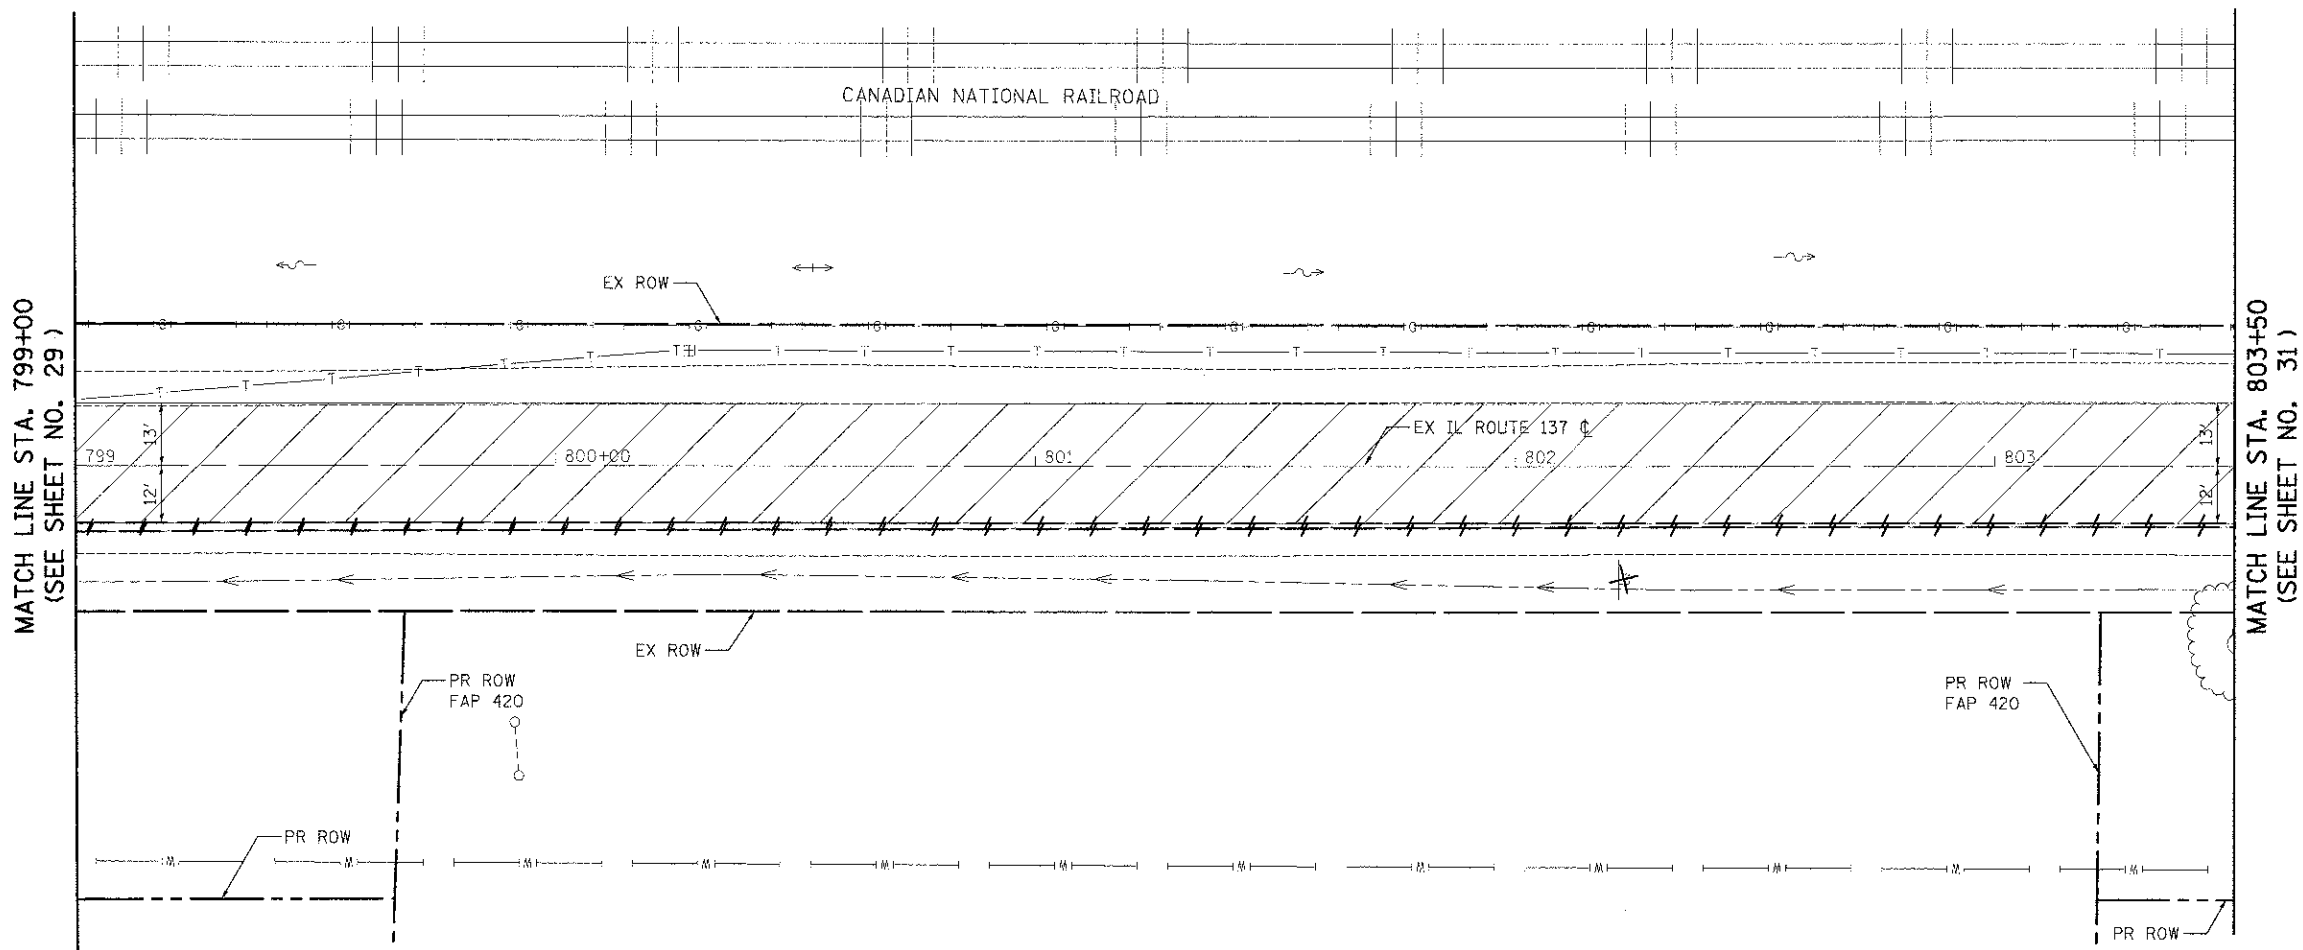 CANADIAN NATIONAL RAILROAD
MATCH LINE STA. 799+00
(SEE SHEET NO. 29 )
EX ROW
G G G G G G G G G G G G
T T T T T T T T T T T T T T T T T T T T T T T T
13'
12'
799
800+00
801
802
803
EX IL ROUTE 137 ℄
13'
12'
MATCH LINE STA. 803+50
(SEE SHEET NO. 31 )
EX ROW
PR ROW
FAP 420
PR ROW
FAP 420
PR ROW
W W W W W W W W W W W W
PR ROW